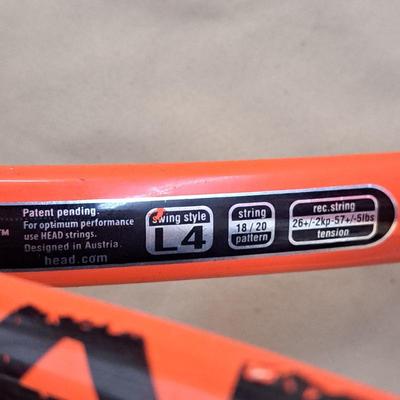 Patent pending.
For optimum performance
use HEAD strings.
Designed in Austria.
head.com
™
swing style
L4
string
18 / 20
pattern
rec.string
26+/-2kp-57+/-5lbs
tension